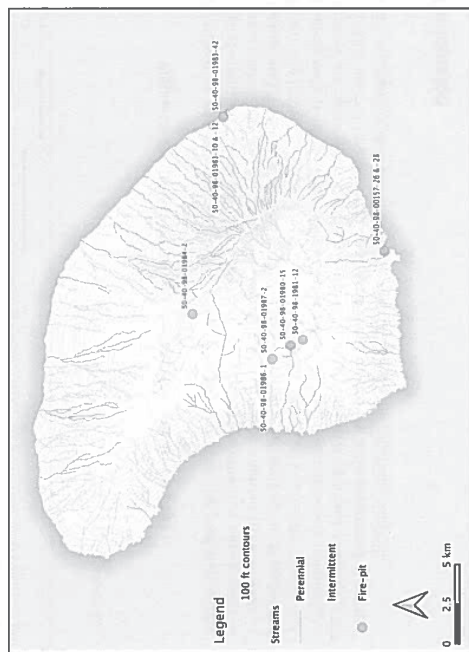 50-40-98-01983-42
50-40-98-01983-10 & -12
50-40-98-01984-2
50-40-98-00157-26 & -28
50-40-98-01987-2
50-40-98-01980-15
50-40-98-1981-12
50-40-98-01986-1
Legend
100 ft contours
Streams
Perennial
Intermittent
Fire-pit
0 2.5 5 km